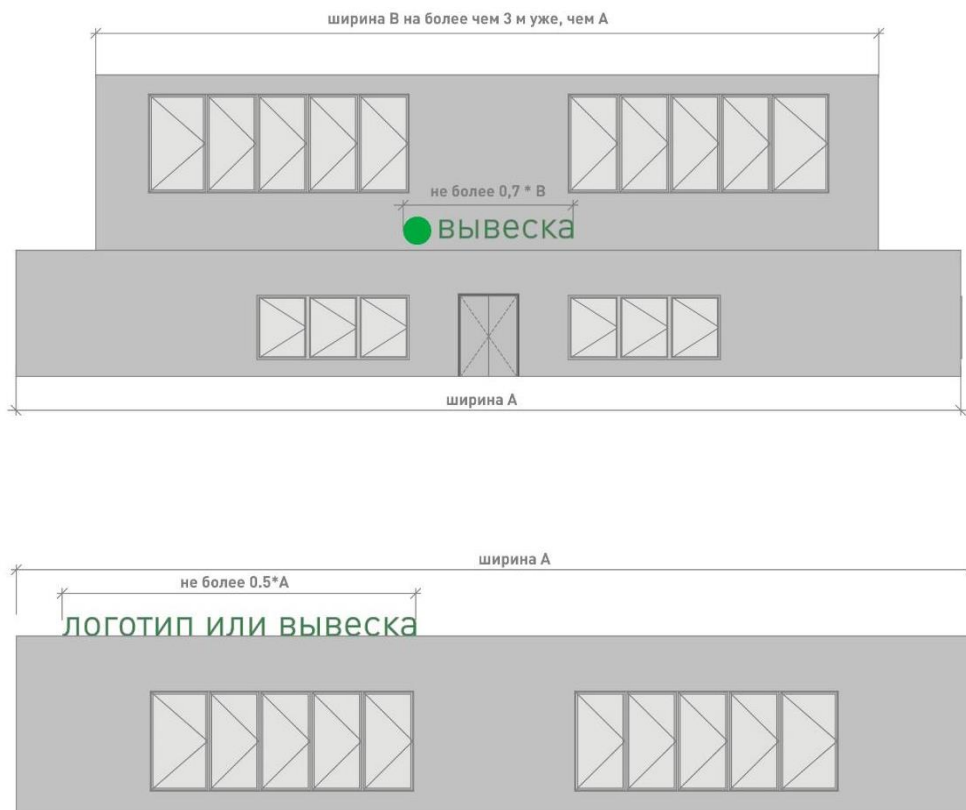 ширина B на более чем 3 м уже, чем A
не более 0,7 * B
вывеска
ширина A
ширина A
не более 0.5*A
логотип или вывеска